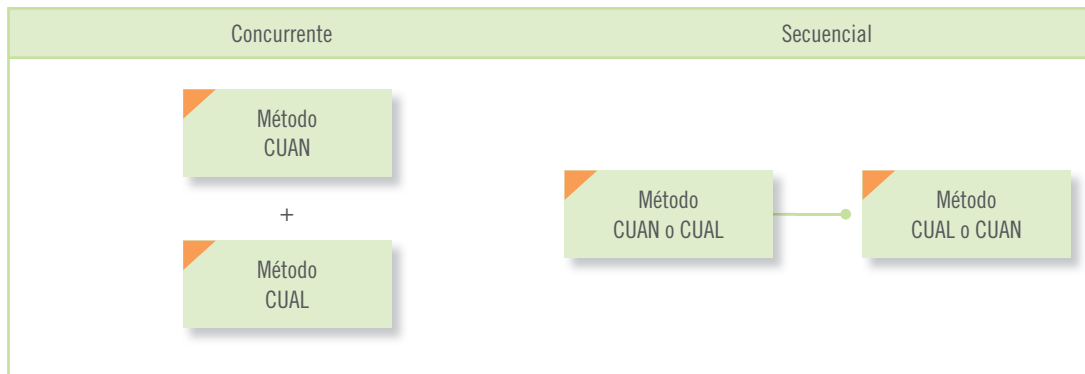 Concurrente
Secuencial
Método
CUAN
+
Método
CUAL
Método
CUAN o CUAL
Método
CUAL o CUAN